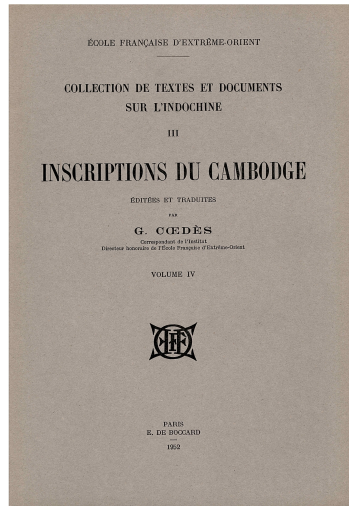 ÉCOLE FRANÇAISE D'EXTRÊME-ORIENT
COLLECTION DE TEXTES ET DOCUMENTS
SUR L'INDOCHINE
III
INSCRIPTIONS DU CAMBODGE
ÉDITÉES ET TRADUITES
PAR
G. CŒDÈS
Correspondant de l'Institut
Directeur honoraire de l'École Française d'Extrême-Orient
VOLUME IV
PARIS
E. DE BOCCARD
1952